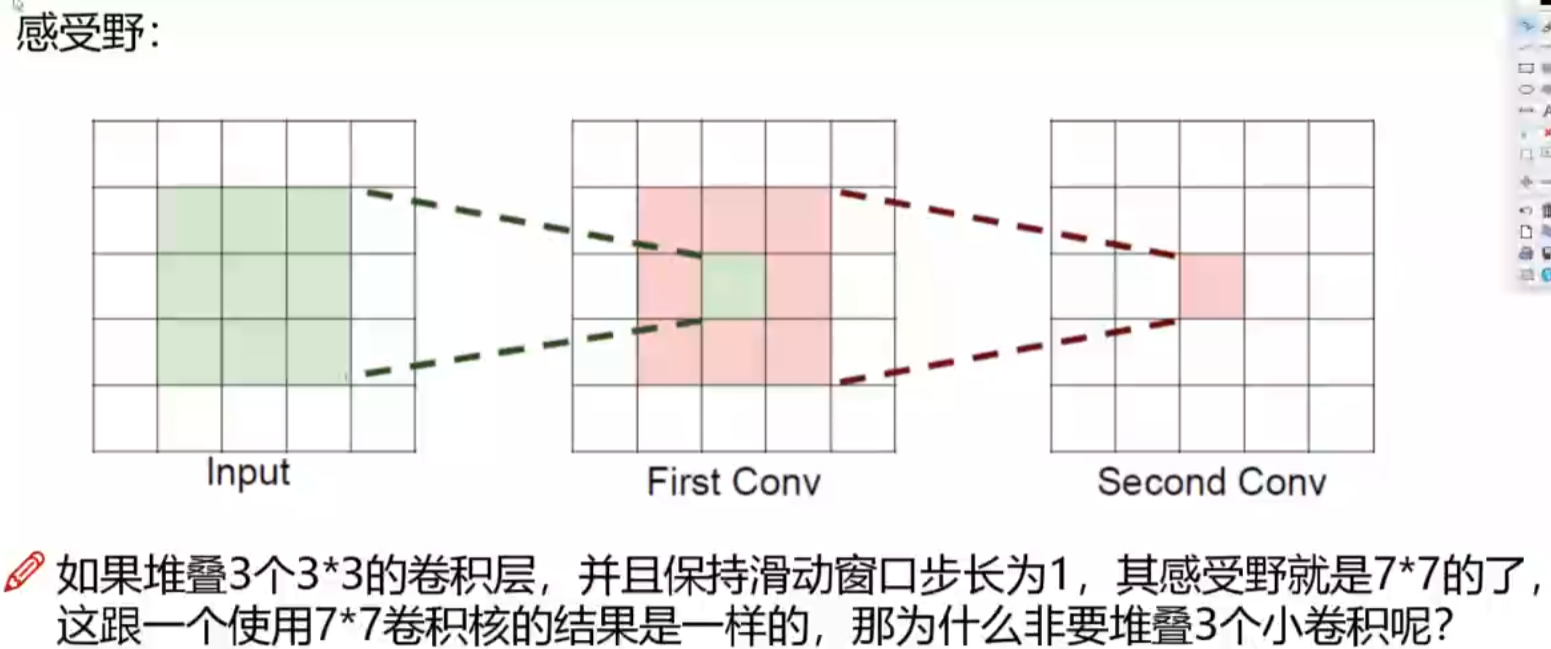 感受野：
Input
First Conv
Second Conv
如果堆叠3个3*3的卷积层，并且保持滑动窗口步长为1，其感受野就是7*7的了，
这跟一个使用7*7卷积核的结果是一样的，那为什么非要堆叠3个小卷积呢？